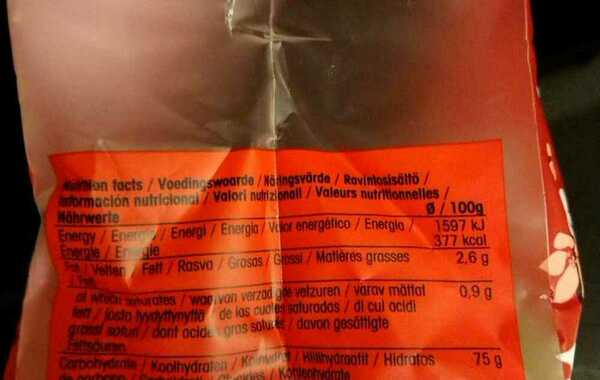 Nutrition facts / Voedingswaarde / Näringsvärde / Ravintosisältö /
Información nutricional / Valori nutrizionali / Valeurs nutritionnelles /
Nährwerte Ø / 100g
Energy / Energie / Energi / Energia / Valor energético / Energia / 1597 kJ
Énergie / Energie 377 kcal
Fat / Vetten / Fett / Rasva / Grasas / Grassi / Matières grasses 2,6 g
/ Fett
of which saturates / waarvan verzadigde vetzuren / varav mättat 0,9 g
fett / josta tyydyttynyttä / de las cuales saturadas / di cui acidi
grassi saturi / dont acides gras saturés / davon gesättigte
Fettsäuren
Carbohydrate / Koolhydraten / Kolhydrat / Hiilihydraatit / Hidratos 75 g
de carbono / Glucides / Kohlenhydrate